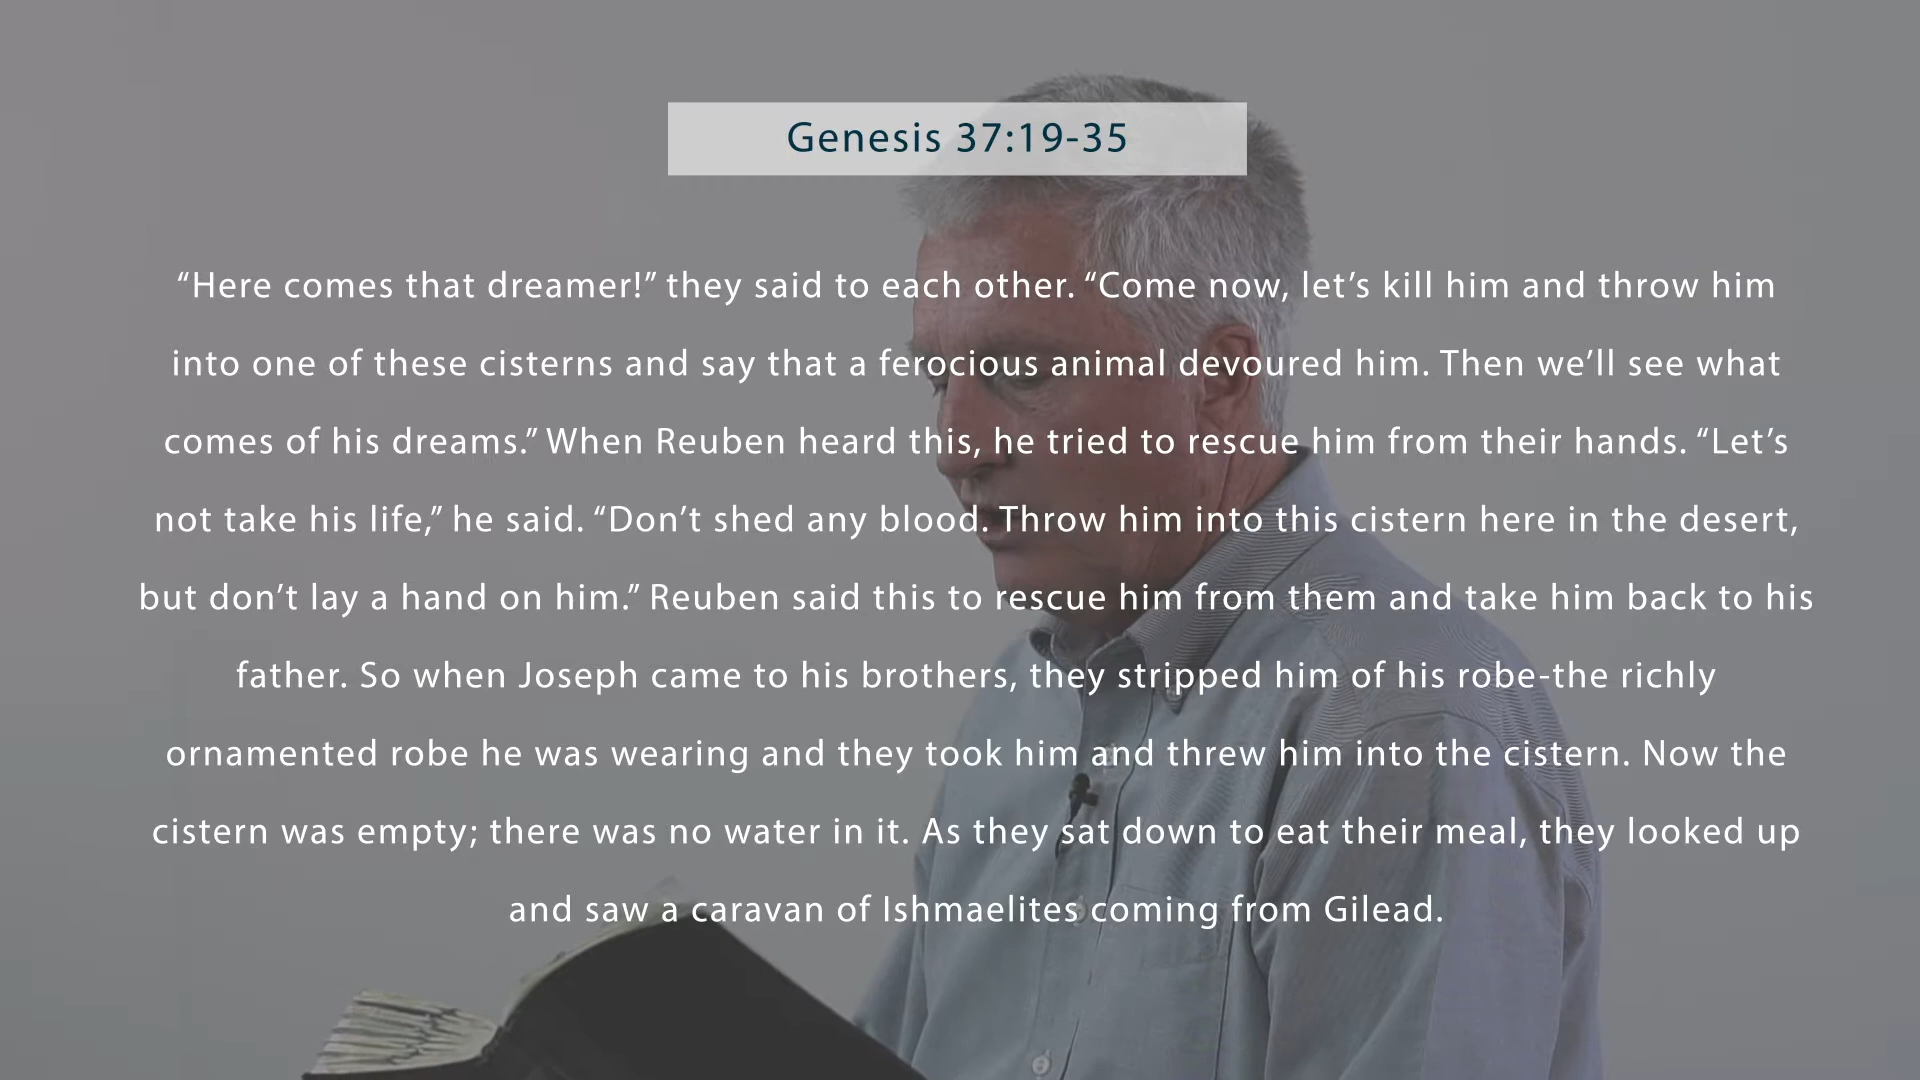 Genesis 37:19-35
“Here comes that dreamer!” they said to each other. “Come now, let’s kill him and throw him
into one of these cisterns and say that a ferocious animal devoured him. Then we’ll see what
comes of his dreams.” When Reuben heard this, he tried to rescue him from their hands. “Let’s
not take his life,” he said. “Don’t shed any blood. Throw him into this cistern here in the desert,
but don’t lay a hand on him.” Reuben said this to rescue him from them and take him back to his
father. So when Joseph came to his brothers, they stripped him of his robe-the richly
ornamented robe he was wearing and they took him and threw him into the cistern. Now the
cistern was empty; there was no water in it. As they sat down to eat their meal, they looked up
and saw a caravan of Ishmaelites coming from Gilead.